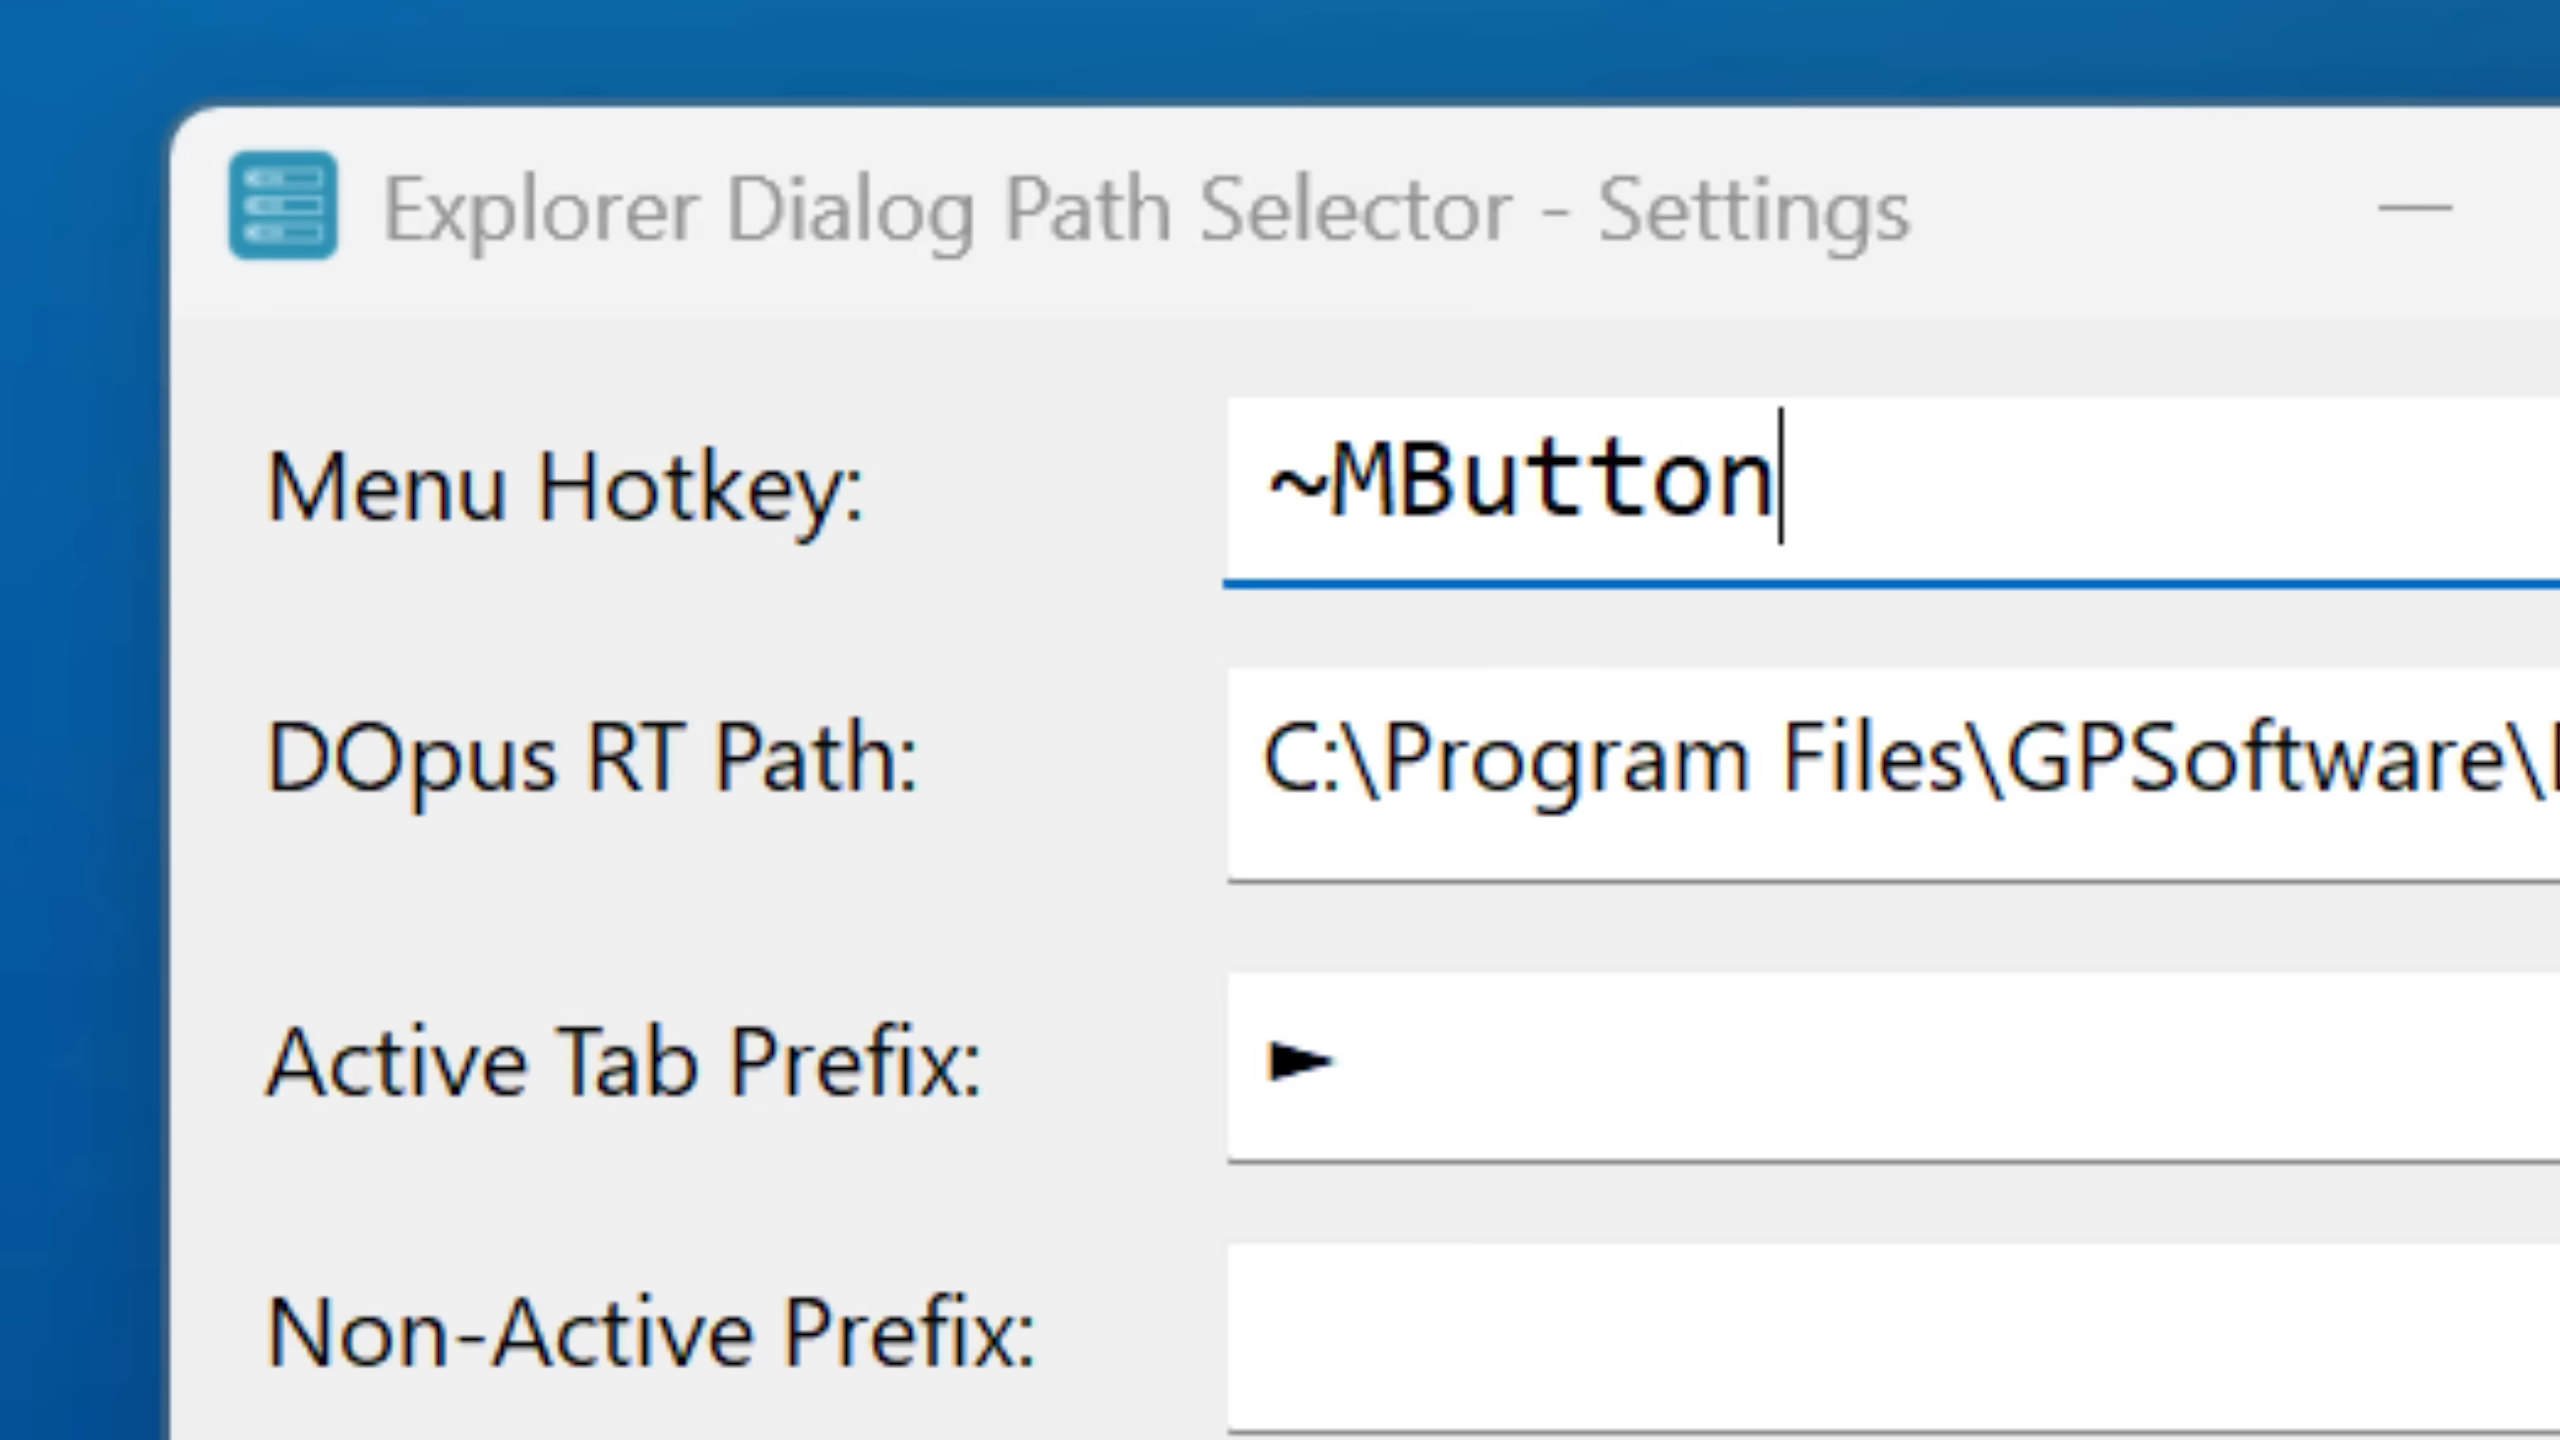 Explorer Dialog Path Selector - Settings
Menu Hotkey: ~MButton
DOpus RT Path: C:\Program Files\GPSoftware\
Active Tab Prefix: ►
Non-Active Prefix: